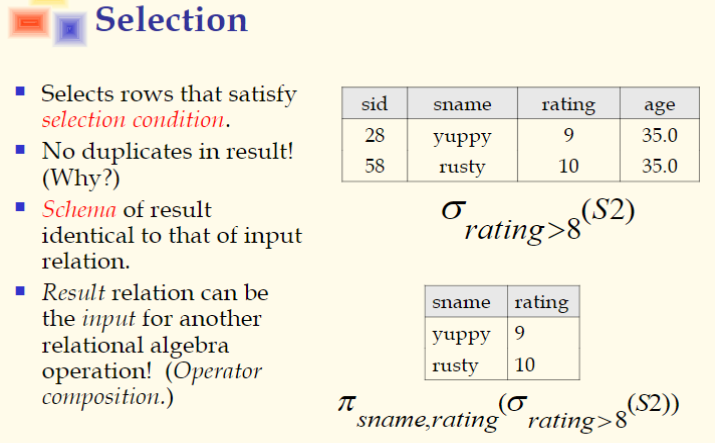 Selection
Selects rows that satisfy
selection condition.
No duplicates in result!
(Why?)
Schema of result
identical to that of input
relation.
Result relation can be
the input for another
relational algebra
operation! (Operator
composition.)
sid sname rating age
28 yuppy 9 35.0
58 rusty 10 35.0
σ rating>8 (S2)
sname rating
yuppy 9
rusty 10
π sname,rating (σ rating>8 (S2))